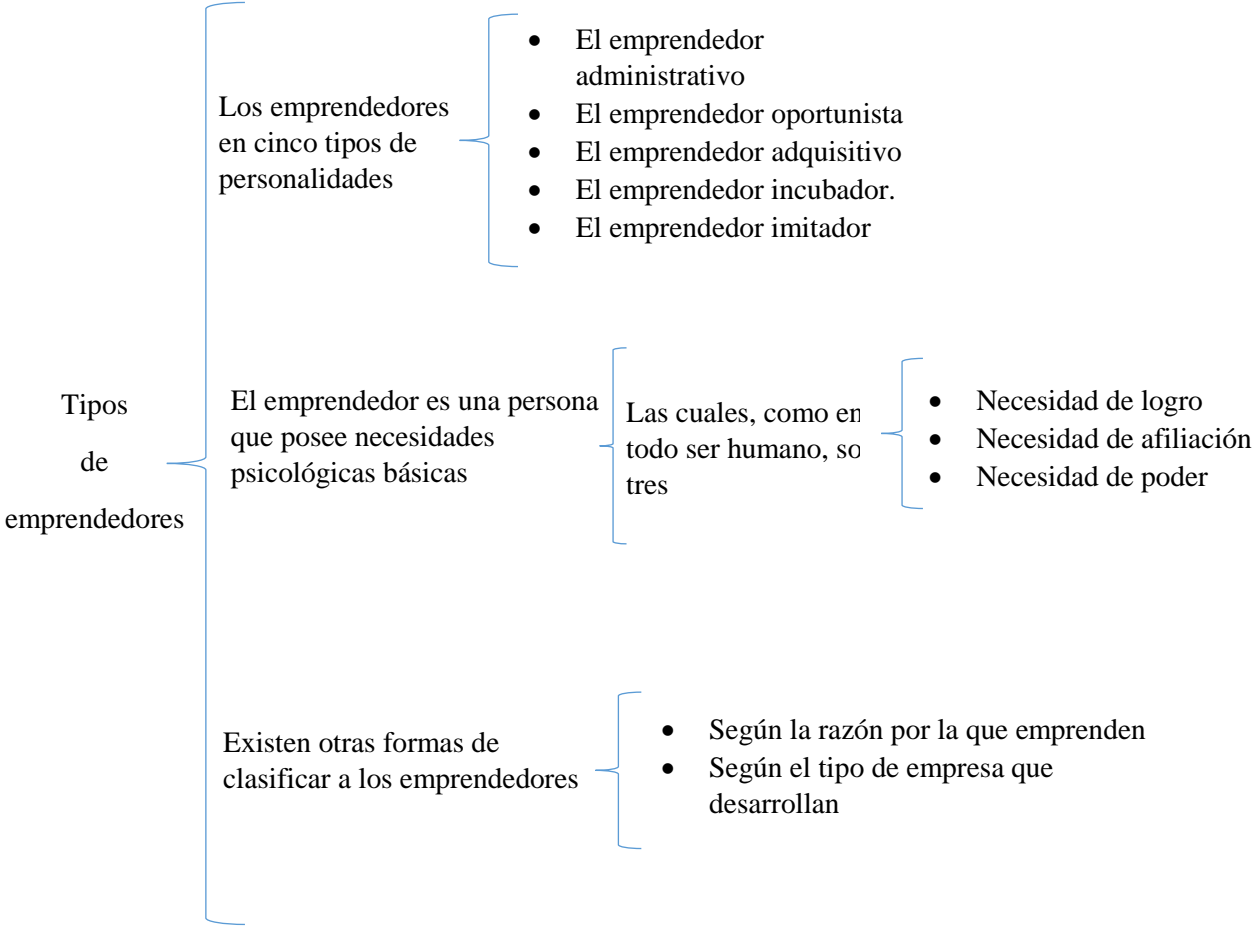 Tipos
de
emprendedores
Los emprendedores
en cinco tipos de
personalidades
• El emprendedor
administrativo
• El emprendedor oportunista
• El emprendedor adquisitivo
• El emprendedor incubador.
• El emprendedor imitador
El emprendedor es una persona
que posee necesidades
psicológicas básicas
Las cuales, como en
todo ser humano, so
tres
• Necesidad de logro
• Necesidad de afiliación
• Necesidad de poder
Existen otras formas de
clasificar a los emprendedores
• Según la razón por la que emprenden
• Según el tipo de empresa que
desarrollan